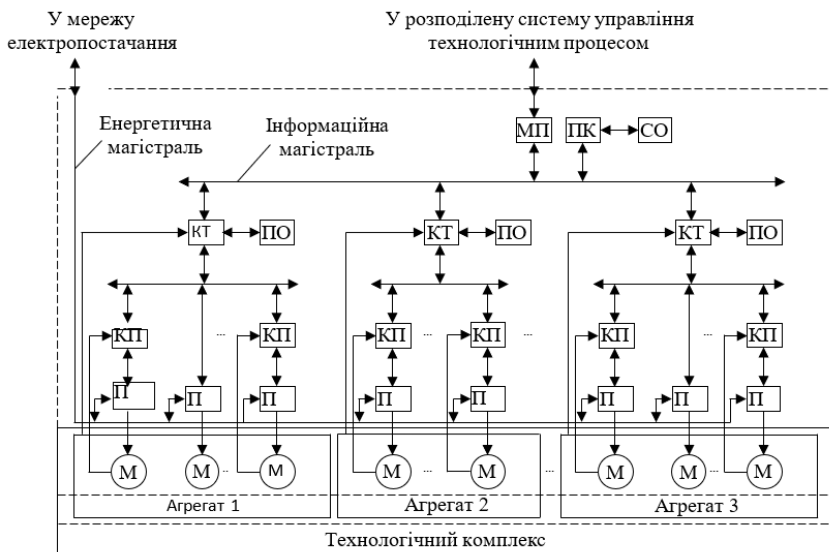 У мережу
електропостачання
У розподілену систему управління
технологічним процесом
Енергетична
магістраль
Інформаційна
магістраль
МП ПК СО
КТ ПО КТ ПО КТ ПО
КП ... КП КП ... КП ... КП ... КП
П П П П П П П П
М М ... М М ... М ... М М ... М
Агрегат 1 Агрегат 2 Агрегат 3
Технологічний комплекс